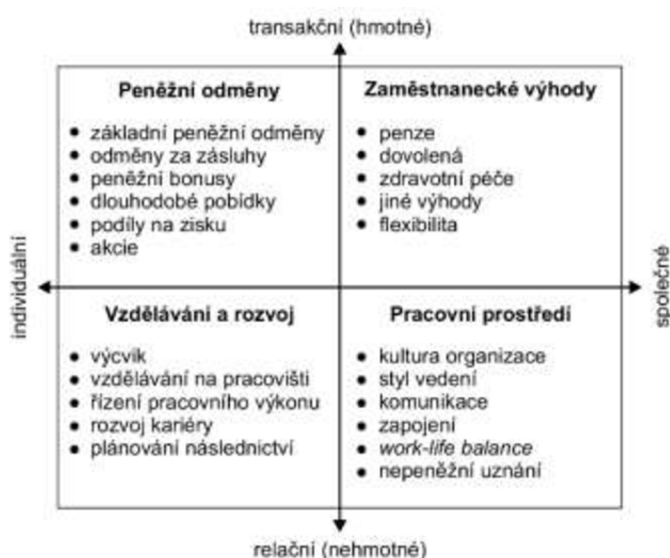 transakční (hmotné)
Peněžní odměny
• základní peněžní odměny
• odměny za zásluhy
• peněžní bonusy
• dlouhodobé pobídky
• podíly na zisku
• akcie
Zaměstnanecké výhody
• penze
• dovolená
• zdravotní péče
• jiné výhody
• flexibilita
individuální
společné
Vzdělávání a rozvoj
• výcvik
• vzdělávání na pracovišti
• řízení pracovního výkonu
• rozvoj kariéry
• plánování následnictví
Pracovní prostředí
• kultura organizace
• styl vedení
• komunikace
• zapojení
• work-life balance
• nepeněžní uznání
relační (nehmotné)